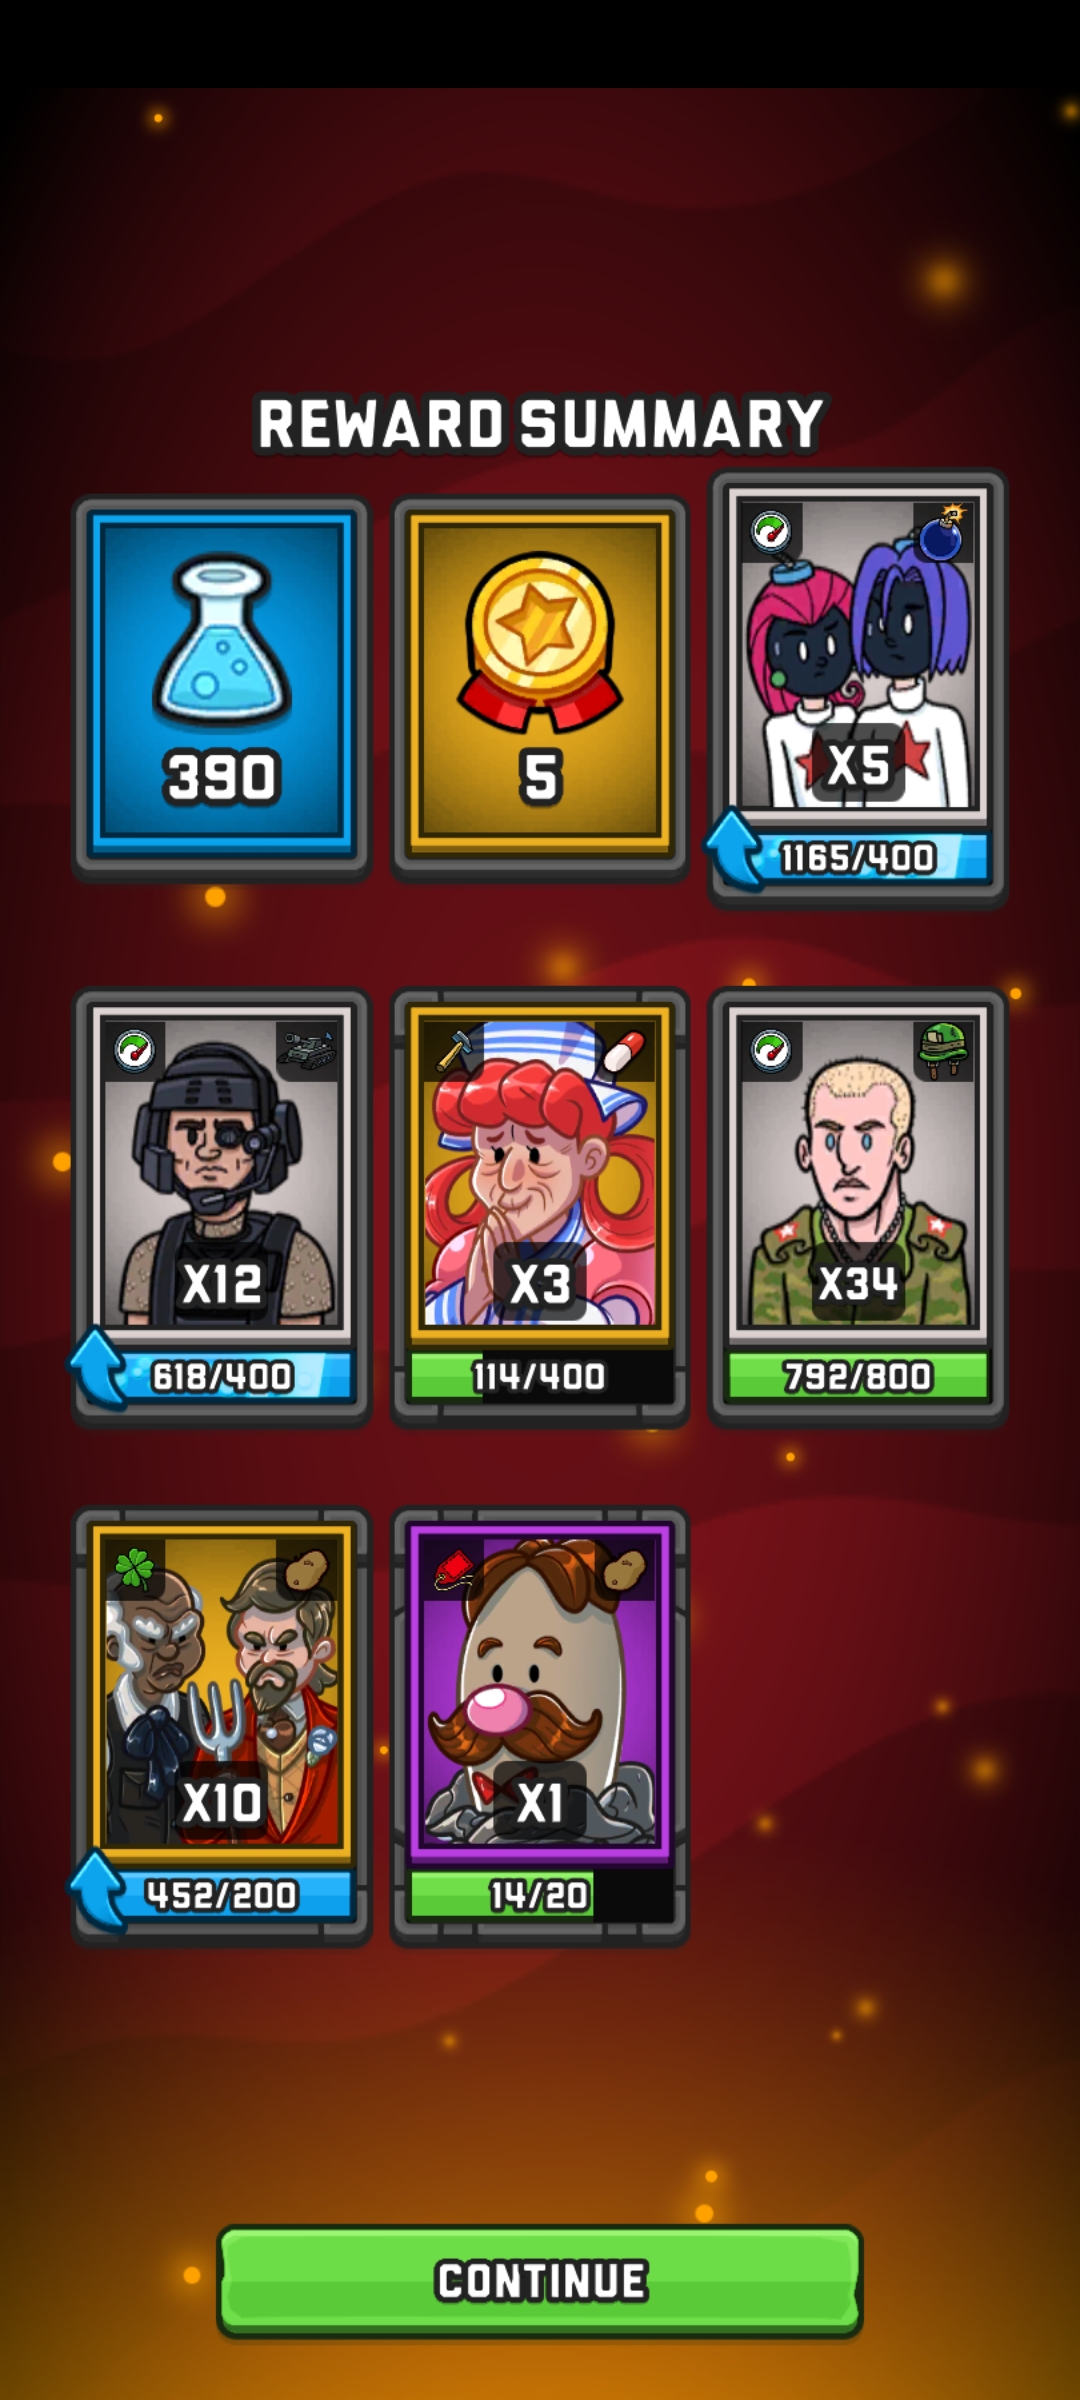 REWARD SUMMARY
390
5
X5
1165/400
X12
618/400
X3
114/400
X34
792/800
X10
452/200
X1
14/20
CONTINUE